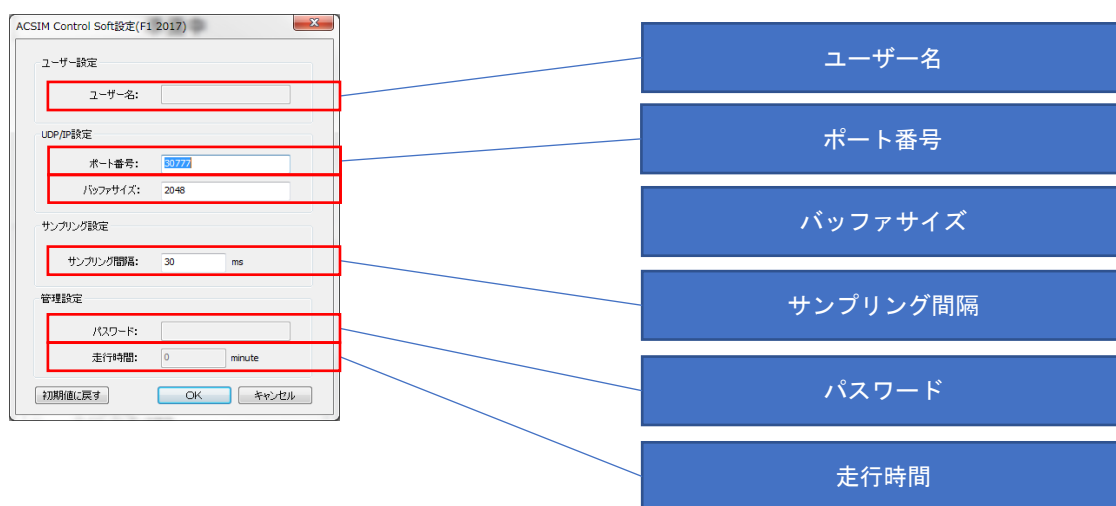 ACSIM Control Soft設定(F1 2017)
ユーザー設定
ユーザー名:
UDP/IP設定
ポート番号: 30777
バッファサイズ: 2048
サンプリング設定
サンプリング間隔: 30 ms
管理設定
パスワード:
走行時間: 0 minute
初期値に戻す OK キャンセル
ユーザー名
ポート番号
バッファサイズ
サンプリング間隔
パスワード
走行時間